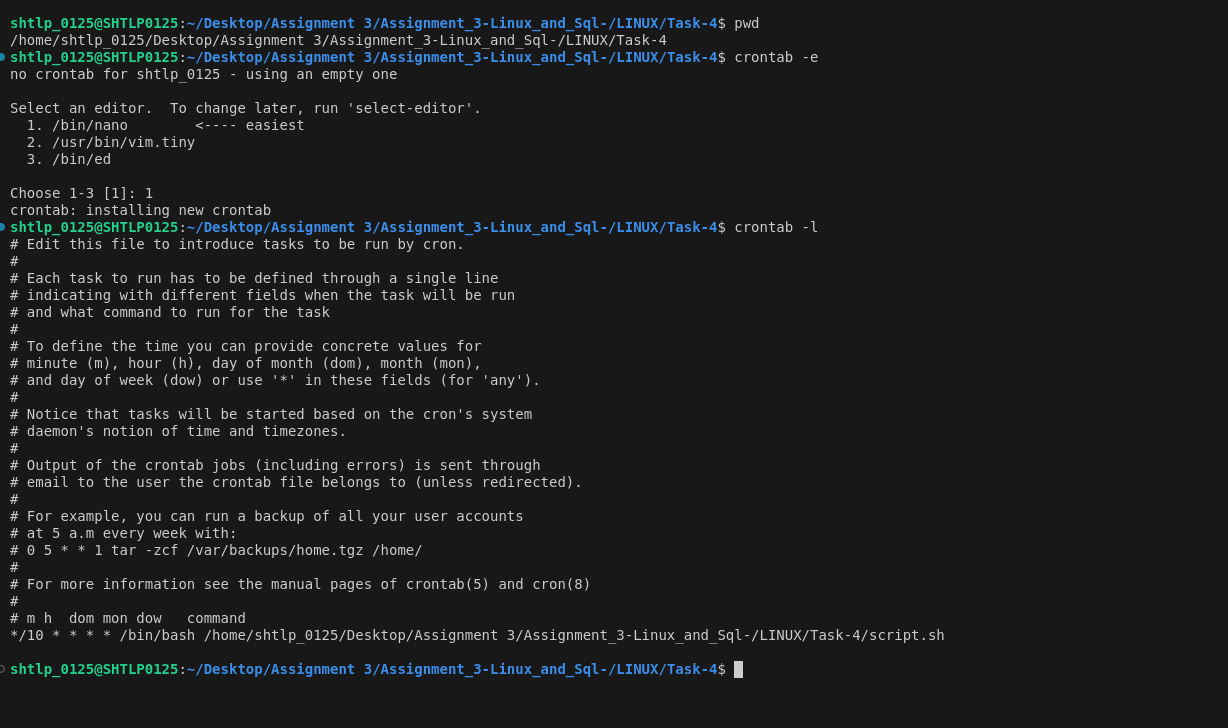 shtlp_0125@SHTLP0125:~/Desktop/Assignment 3/Assignment_3-Linux_and_Sql-/LINUX/Task-4$ pwd
/home/shtlp_0125/Desktop/Assignment 3/Assignment_3-Linux_and_Sql-/LINUX/Task-4
shtlp_0125@SHTLP0125:~/Desktop/Assignment 3/Assignment_3-Linux_and_Sql-/LINUX/Task-4$ crontab -e
no crontab for shtlp_0125 - using an empty one

Select an editor.  To change later, run 'select-editor'.
  1. /bin/nano        <---- easiest
  2. /usr/bin/vim.tiny
  3. /bin/ed

Choose 1-3 [1]: 1
crontab: installing new crontab
shtlp_0125@SHTLP0125:~/Desktop/Assignment 3/Assignment_3-Linux_and_Sql-/LINUX/Task-4$ crontab -l
# Edit this file to introduce tasks to be run by cron.
#
# Each task to run has to be defined through a single line
# indicating with different fields when the task will be run
# and what command to run for the task
#
# To define the time you can provide concrete values for
# minute (m), hour (h), day of month (dom), month (mon),
# and day of week (dow) or use '*' in these fields (for 'any').
#
# Notice that tasks will be started based on the cron's system
# daemon's notion of time and timezones.
#
# Output of the crontab jobs (including errors) is sent through
# email to the user the crontab file belongs to (unless redirected).
#
# For example, you can run a backup of all your user accounts
# at 5 a.m every week with:
# 0 5 * * 1 tar -zcf /var/backups/home.tgz /home/
#
# For more information see the manual pages of crontab(5) and cron(8)
#
# m h  dom mon dow   command
*/10 * * * * /bin/bash /home/shtlp_0125/Desktop/Assignment 3/Assignment_3-Linux_and_Sql-/LINUX/Task-4/script.sh

shtlp_0125@SHTLP0125:~/Desktop/Assignment 3/Assignment_3-Linux_and_Sql-/LINUX/Task-4$